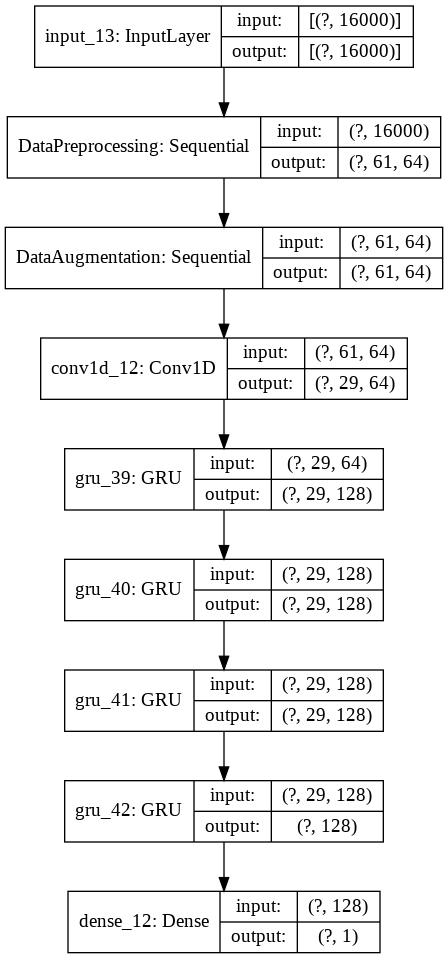 input_13: InputLayer input: [(?, 16000)]
output: [(?, 16000)]
DataPreprocessing: Sequential input: (?, 16000)
output: (?, 61, 64)
DataAugmentation: Sequential input: (?, 61, 64)
output: (?, 61, 64)
conv1d_12: Conv1D input: (?, 61, 64)
output: (?, 29, 64)
gru_39: GRU input: (?, 29, 64)
output: (?, 29, 128)
gru_40: GRU input: (?, 29, 128)
output: (?, 29, 128)
gru_41: GRU input: (?, 29, 128)
output: (?, 29, 128)
gru_42: GRU input: (?, 29, 128)
output: (?, 128)
dense_12: Dense input: (?, 128)
output: (?, 1)